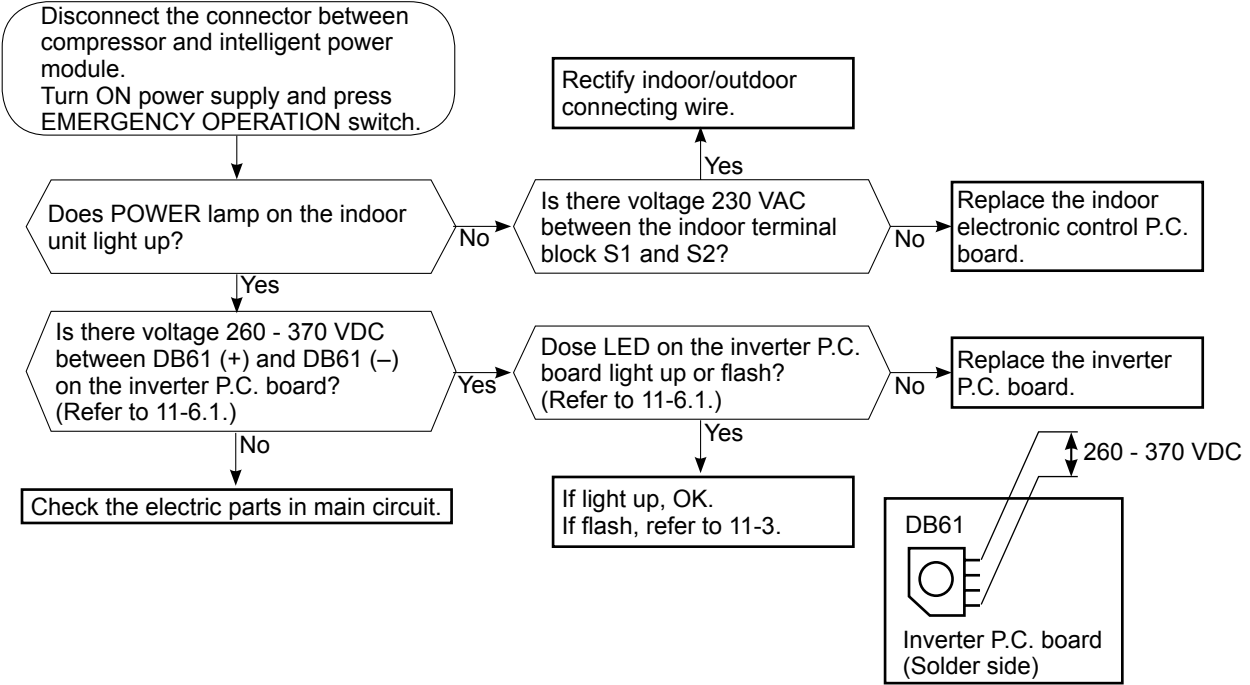 Disconnect the connector between
compressor and intelligent power
module.
Turn ON power supply and press
EMERGENCY OPERATION switch.
Rectify indoor/outdoor
connecting wire.
Yes
Does POWER lamp on the indoor
unit light up?
No
Is there voltage 230 VAC
between the indoor terminal
block S1 and S2?
No
Replace the indoor
electronic control P.C.
board.
Yes
Is there voltage 260 - 370 VDC
between DB61 (+) and DB61 (–)
on the inverter P.C. board?
(Refer to 11-6.1.)
Yes
Dose LED on the inverter P.C.
board light up or flash?
(Refer to 11-6.1.)
No
Replace the inverter
P.C. board.
No
Check the electric parts in main circuit.
Yes
If light up, OK.
If flash, refer to 11-3.
260 - 370 VDC
DB61
Inverter P.C. board
(Solder side)